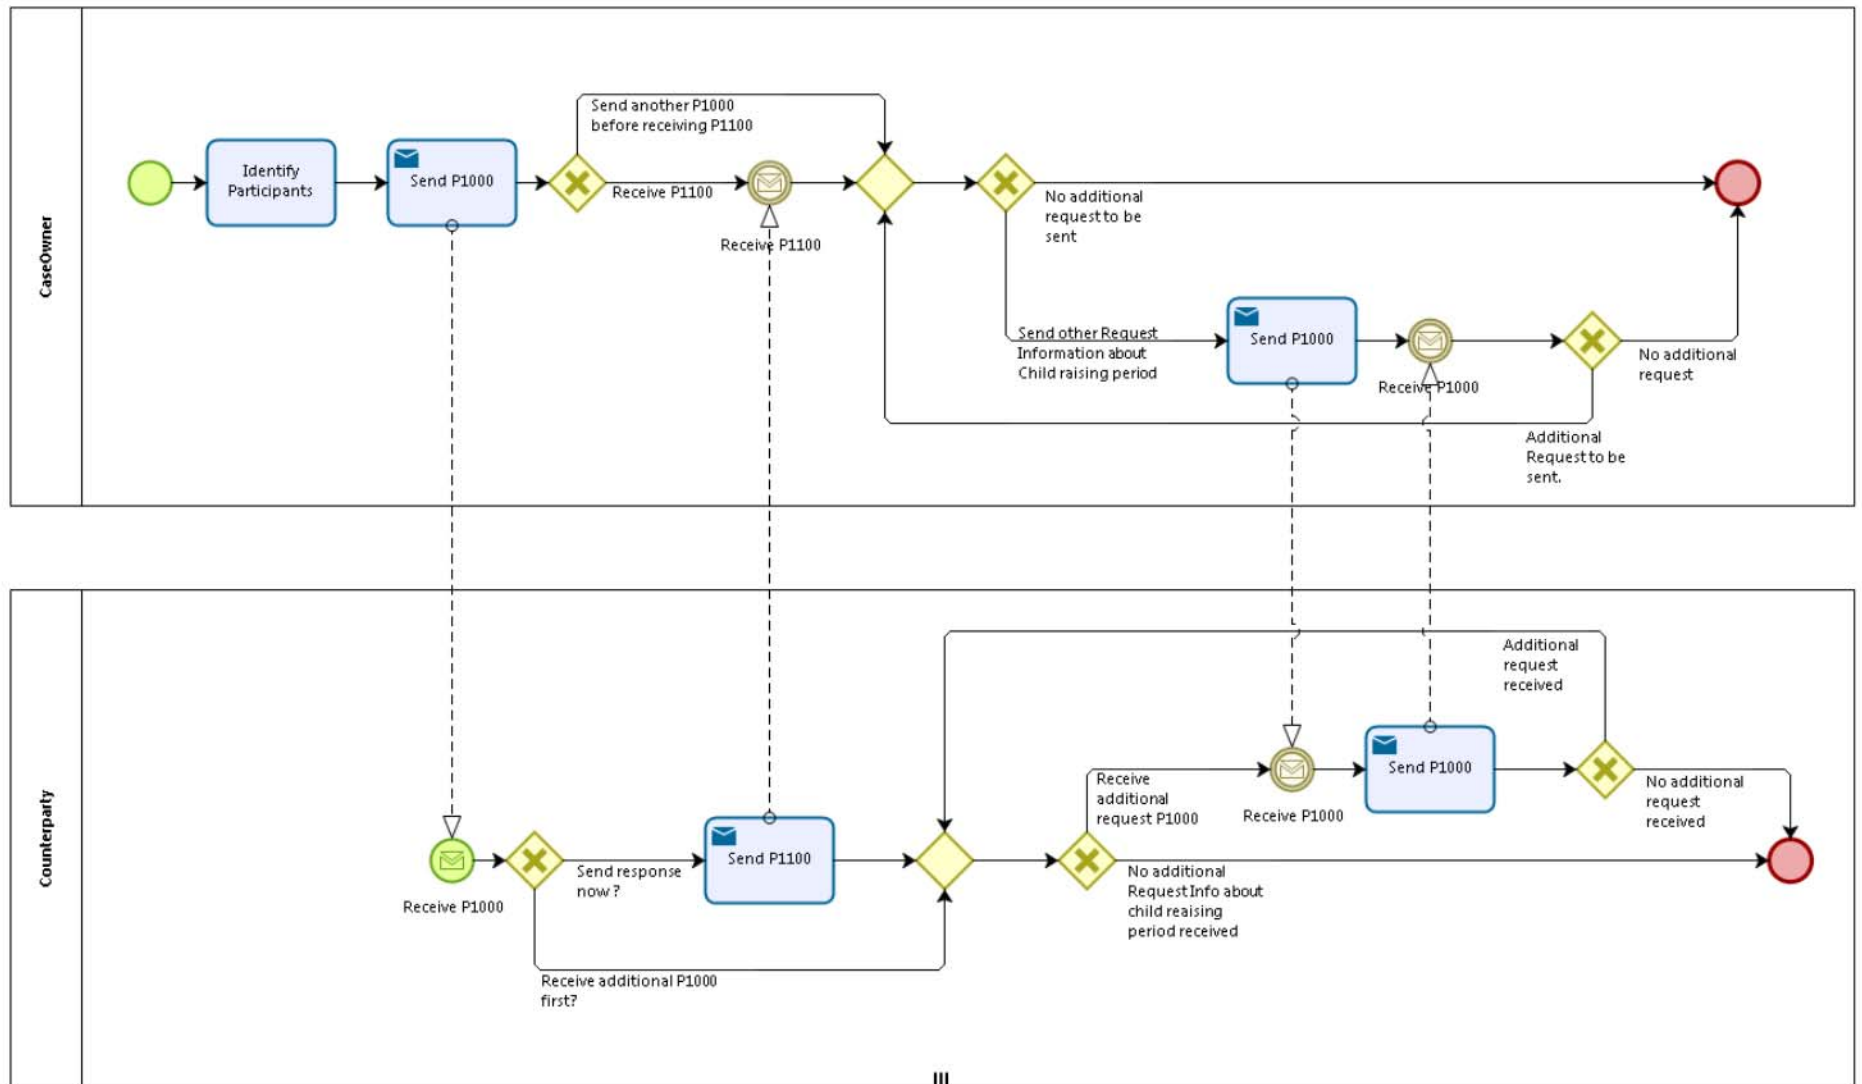 CaseOwner
Identify
Participants
Send P1000
Send another P1000
before receiving P1100
Receive P1100
Receive P1100
No additional
request to be
sent
Send other Request
Information about
Child raising period
Send P1000
Receive P1000
No additional
request
Additional
Request to be
sent.
Counterparty
Receive P1000
Send response
now ?
Receive additional P1000
first?
Send P1100
Receive
additional
request P1000
No additional
Request Info about
child reaising
period received
Receive P1000
Send P1000
Additional
request
received
No additional
request
received